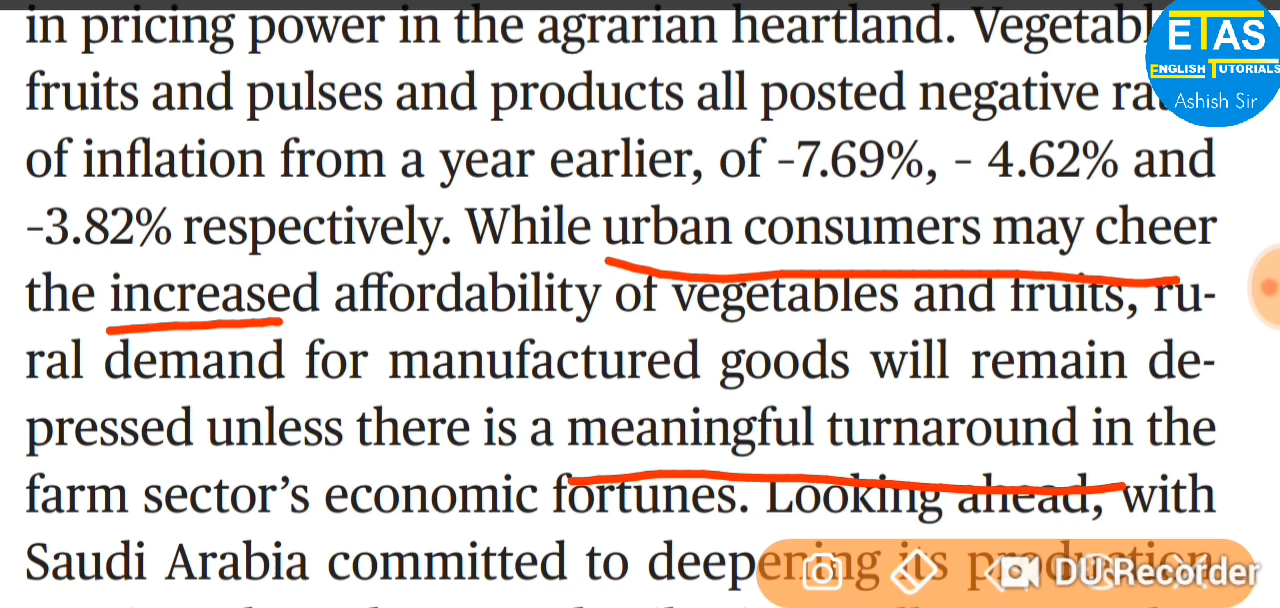 in pricing power in the agrarian heartland.
ETAS
ENGLISH TUTORIALS
Ashish Sir
fruits and pulses and products all posted negative
of inflation from a year earlier, of -7.69%, - 4.62% and
-3.82% respectively. While urban consumers may cheer
the increased affordability of vegetables and fruits, ru-
ral demand for manufactured goods will remain de-
pressed unless there is a meaningful turnaround in the
farm sector's economic fortunes. Looking ahead, with
Saudi Arabia committed to deepening its production
DU Recorder